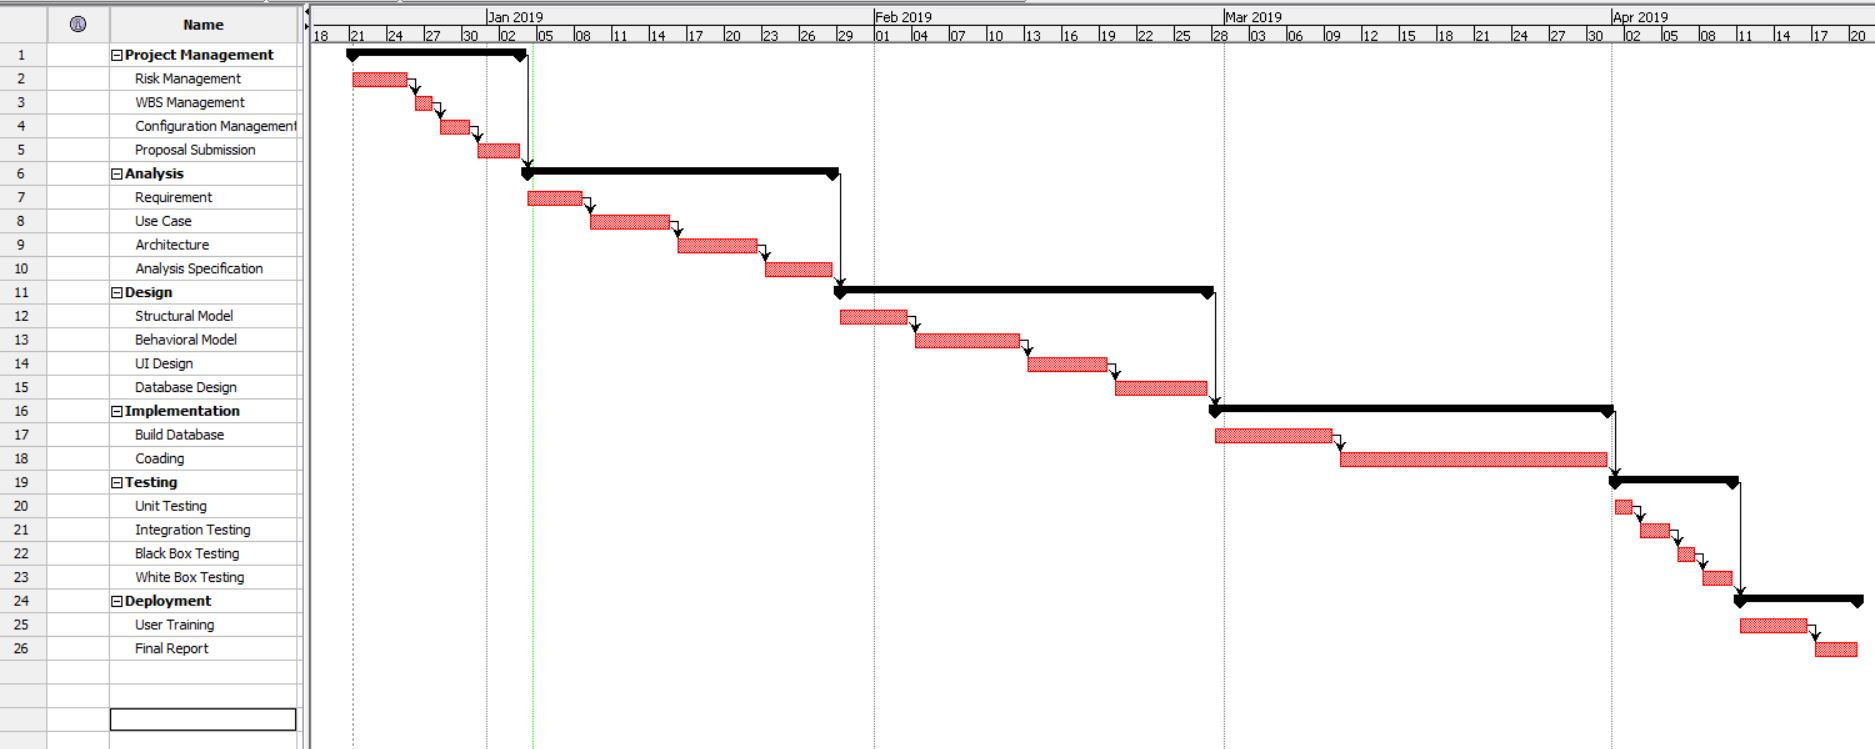 Name
Jan 2019 Feb 2019 Mar 2019 Apr 2019
18 21 24 27 30 02 05 08 11 14 17 20 23 26 29 01 04 07 10 13 16 19 22 25 28 03 06 09 12 15 18 21 24 27 30 02 05 08 11 14 17 20
1 Project Management
2 Risk Management
3 WBS Management
4 Configuration Management
5 Proposal Submission
6 Analysis
7 Requirement
8 Use Case
9 Architecture
10 Analysis Specification
11 Design
12 Structural Model
13 Behavioral Model
14 UI Design
15 Database Design
16 Implementation
17 Build Database
18 Coading
19 Testing
20 Unit Testing
21 Integration Testing
22 Black Box Testing
23 White Box Testing
24 Deployment
25 User Training
26 Final Report